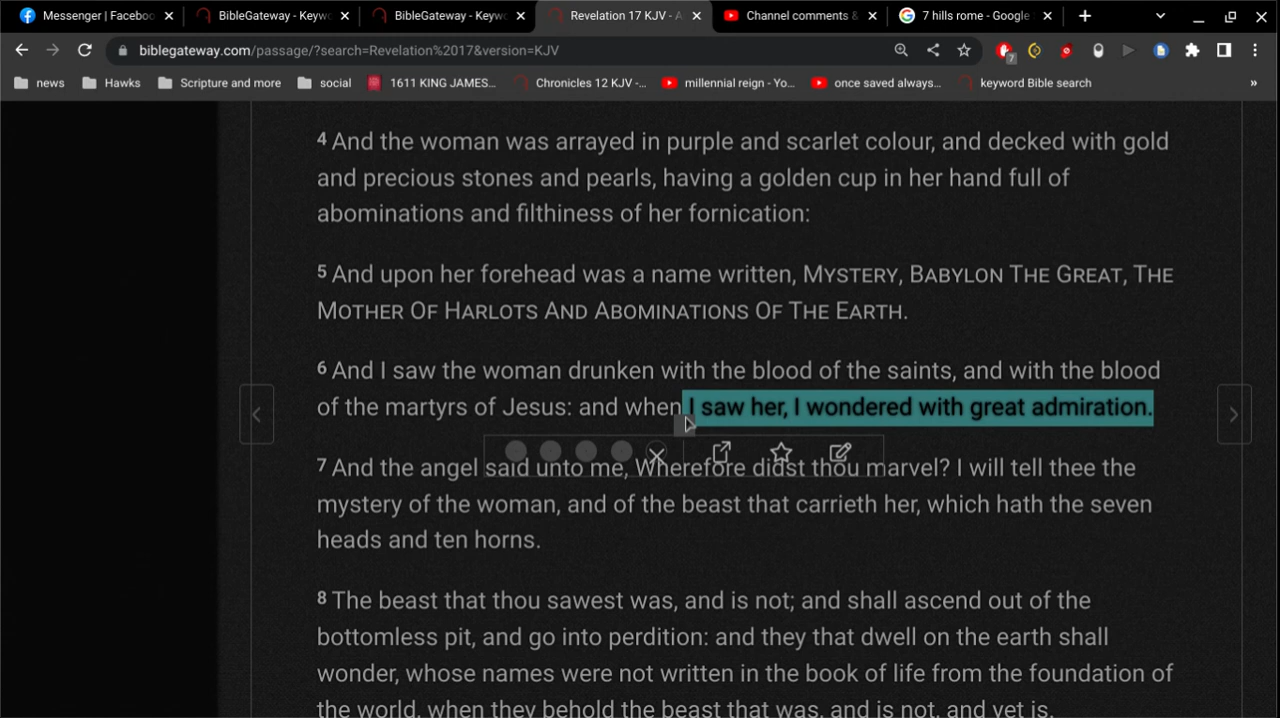 Messenger | Faceboo
BibleGateway - Keyw
BibleGateway - Keyw
Revelation 17 KJV - A
Channel comments &
7 hills rome - Google
biblegateway.com/passage/?search=Revelation%2017&version=KJV
7
news
Hawks
Scripture and more
social
1611 KING JAMES...
Chronicles 12 KJV -...
millennial reign - Yo...
once saved always...
keyword Bible search
»
4 And the woman was arrayed in purple and scarlet colour, and decked with gold
and precious stones and pearls, having a golden cup in her hand full of
abominations and filthiness of her fornication:
5 And upon her forehead was a name written, MYSTERY, BABYLON THE GREAT, THE
MOTHER OF HARLOTS AND ABOMINATIONS OF THE EARTH.
6 And I saw the woman drunken with the blood of the saints, and with the blood
of the martyrs of Jesus: and when I saw her, I wondered with great admiration.
7 And the angel said unto me, Wherefore didst thou marvel? I will tell thee the
mystery of the woman, and of the beast that carrieth her, which hath the seven
heads and ten horns.
8 The beast that thou sawest was, and is not; and shall ascend out of the
bottomless pit, and go into perdition: and they that dwell on the earth shall
wonder, whose names were not written in the book of life from the foundation of
the world, when they behold the beast that was, and is not, and yet is.